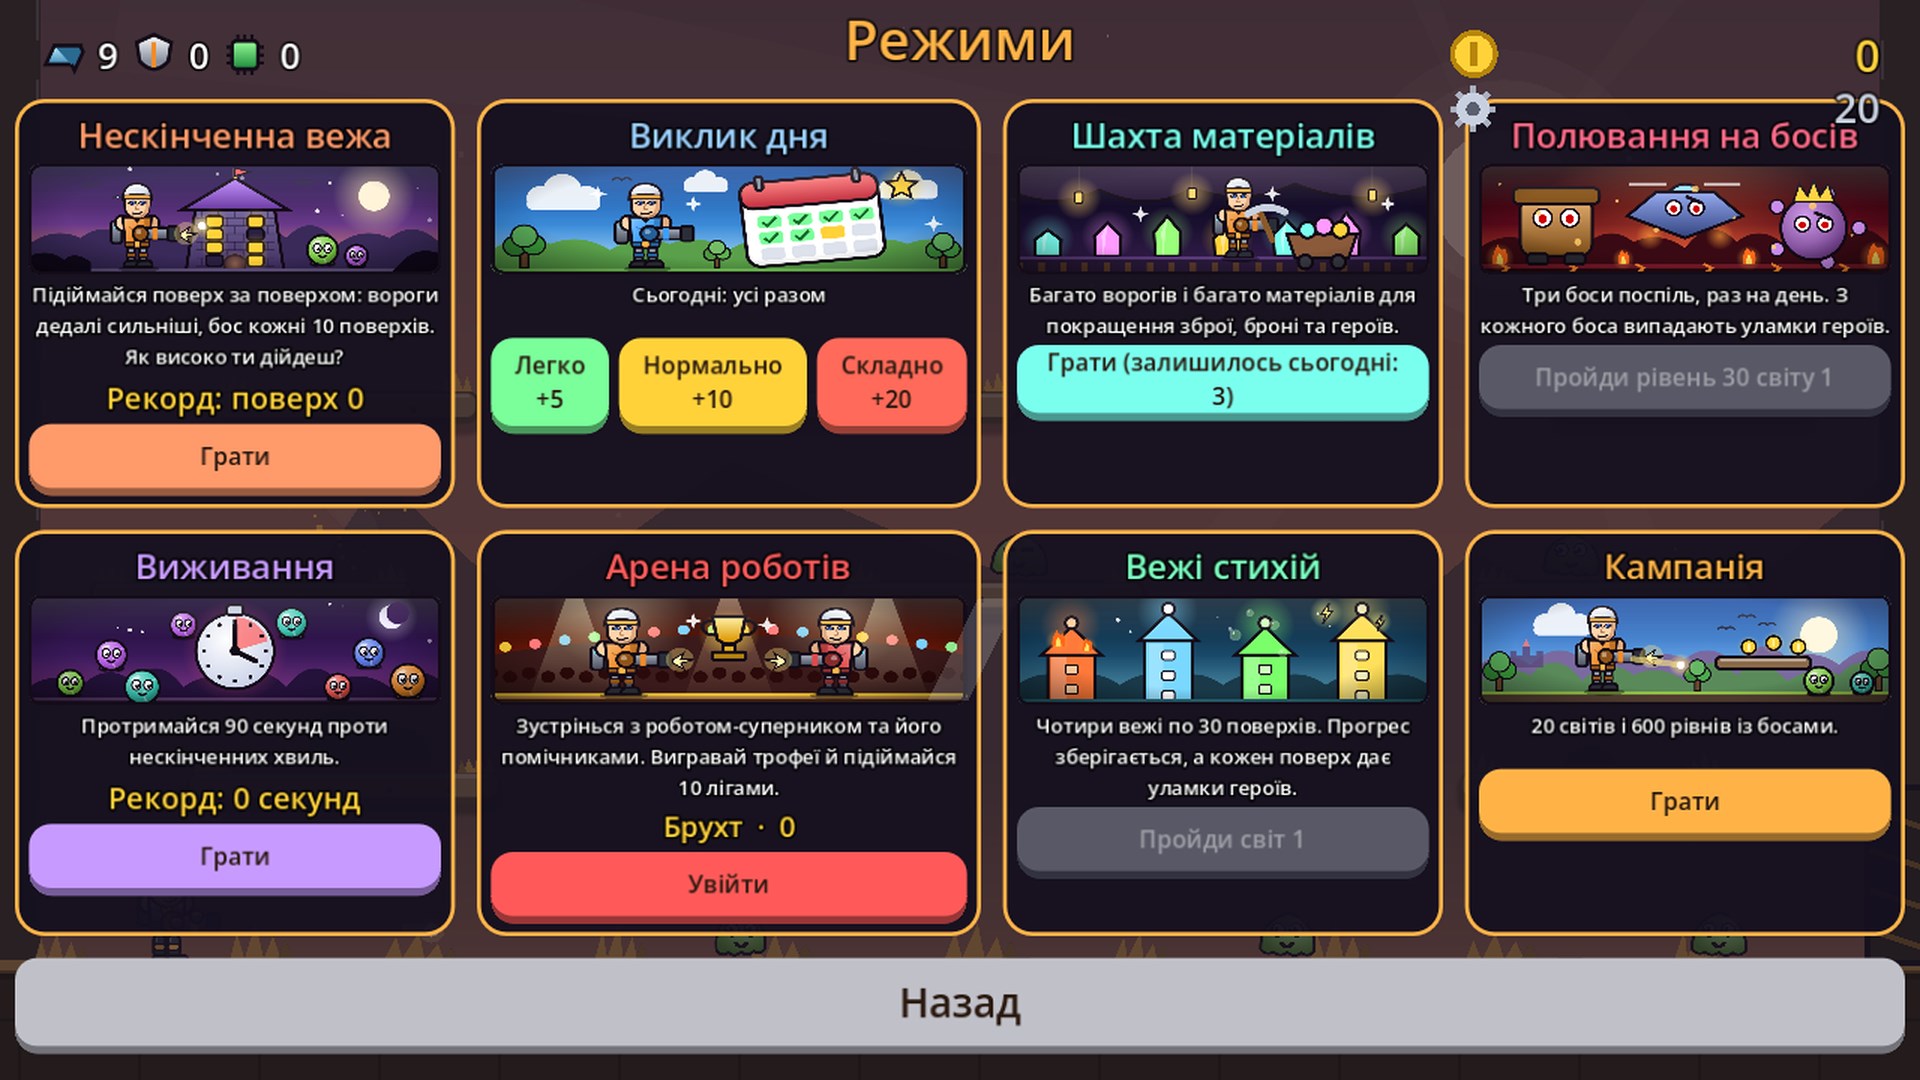 9 0 0
Режими
0
20
Нескінченна вежа
Підіймайся поверх за поверхом: вороги
дедалі сильніші, бос кожні 10 поверхів.
Як високо ти дійдеш?
Рекорд: поверх 0
Грати
Виклик дня
Сьогодні: усі разом
Легко
+5
Нормально
+10
Складно
+20
Шахта матеріалів
Багато ворогів і багато матеріалів для
покращення зброї, броні та героїв.
Грати (залишилось сьогодні:
3)
Полювання на босів
Три боси поспіль, раз на день. З
кожного боса випадають уламки героїв.
Пройди рівень 30 світу 1
Виживання
Протримайся 90 секунд проти
нескінченних хвиль.
Рекорд: 0 секунд
Грати
Арена роботів
Зустрінься з роботом-суперником та його
помічниками. Вигравай трофеї й підіймайся
10 лігами.
Брухт · 0
Увійти
Вежі стихій
Чотири вежі по 30 поверхів. Прогрес
зберігається, а кожен поверх дає
уламки героїв.
Пройди світ 1
Кампанія
20 світів і 600 рівнів із босами.
Грати
Назад